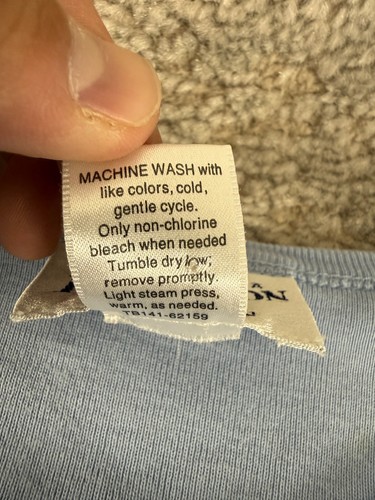 MACHINE WASH with
like colors, cold,
gentle cycle.
Only non-chlorine
bleach when needed
Tumble dry low;
remove promptly.
Light steam press,
warm, as needed.
TB141-62159